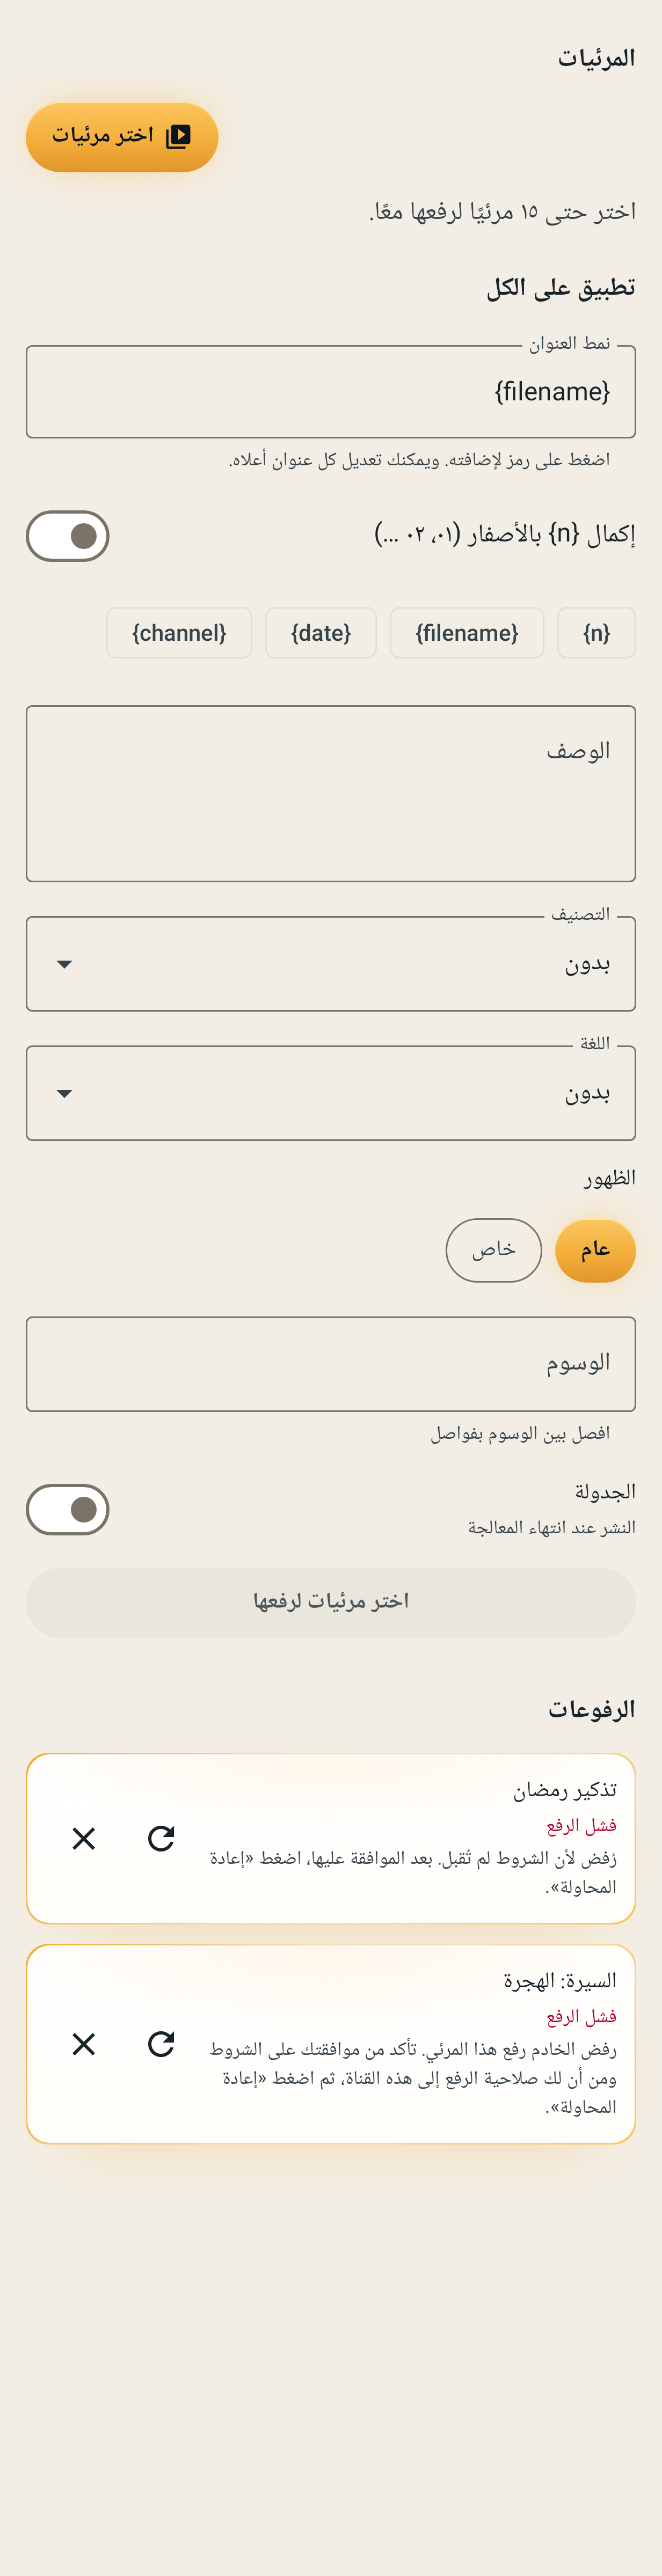 المرئيات
اختر مرئيات
اختر حتى ١٥ مرئيًا لرفعها معًا.
تطبيق على الكل
نمط العنوان
{filename}
اضغط على رمز لإضافته. ويمكنك تعديل كل عنوان أعلاه.
إكمال {n} بالأصفار (٠١، ٠٢ ...)
{n}
{filename}
{date}
{channel}
الوصف
التصنيف
بدون
اللغة
بدون
الظهور
عام
خاص
الوسوم
افصل بين الوسوم بفواصل
الجدولة
النشر عند انتهاء المعالجة
اختر مرئيات لرفعها
الرفوعات
تذكير رمضان
فشل الرفع
رُفض لأن الشروط لم تُقبل. بعد الموافقة عليها، اضغط «إعادة
المحاولة».
السيرة: الهجرة
فشل الرفع
رفض الخادم رفع هذا المرئي. تأكد من موافقتك على الشروط
ومن أن لك صلاحية الرفع إلى هذه القناة، ثم اضغط «إعادة
المحاولة».